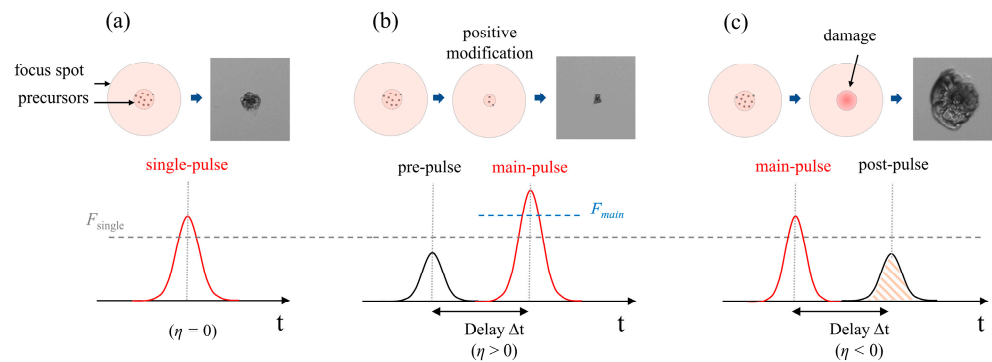 (a)
(b)
(c)
positive
modification
damage
focus spot
precursors
single-pulse
pre-pulse
main-pulse
main-pulse
post-pulse
F_single
F_main
t
t
t
(η = 0)
Delay Δt
(η > 0)
Delay Δt
(η < 0)